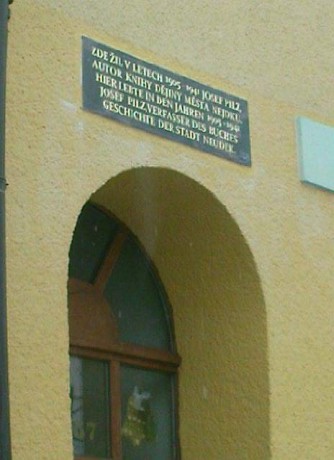 ZDE ŽIL V LETECH 1905 - 1941 JOSEF PILZ,
AUTOR KNIHY DĚJINY MĚSTA NEJDKU.
HIER LEBTE IN DEN JAHREN 1905 - 1941
JOSEF PILZ, VERFASSER DES BUCHES
GESCHICHTE DER STADT NEUDEK.